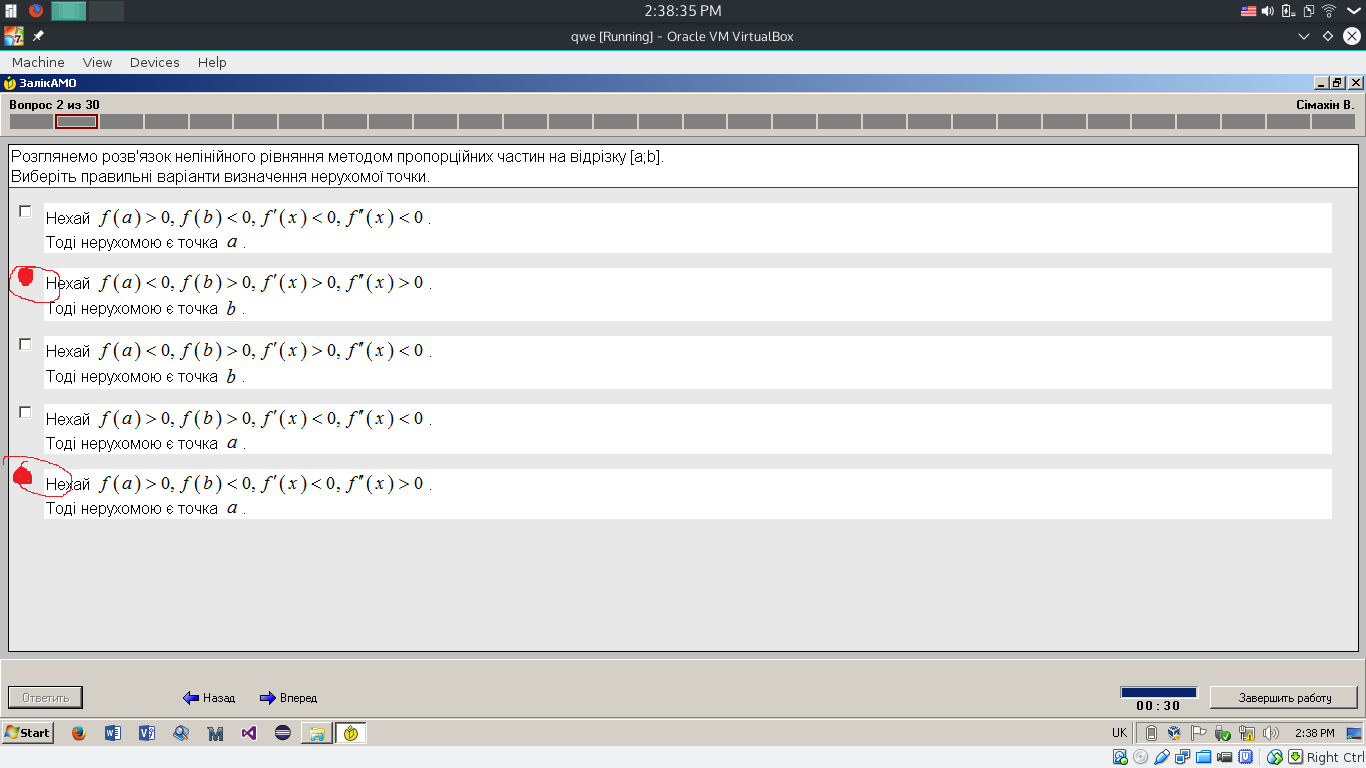 2:38:35 PM
qwe [Running] - Oracle VM VirtualBox
Machine View Devices Help
ЗалікАМО
Вопрос 2 из 30 Сімахін В.
Розглянемо розв'язок нелінійного рівняння методом пропорційних частин на відрізку [a;b].
Виберіть правильні варіанти визначення нерухомої точки.
Нехай f(a)>0, f(b)<0, f′(x)<0, f″(x)<0 .
Тоді нерухомою є точка a .
Нехай f(a)<0, f(b)>0, f′(x)>0, f″(x)>0 .
Тоді нерухомою є точка b .
Нехай f(a)<0, f(b)>0, f′(x)>0, f″(x)<0 .
Тоді нерухомою є точка b .
Нехай f(a)>0, f(b)>0, f′(x)<0, f″(x)<0 .
Тоді нерухомою є точка a .
Нехай f(a)>0, f(b)<0, f′(x)<0, f″(x)>0 .
Тоді нерухомою є точка a .
Ответить Назад Вперед 00:30 Завершить работу
Start UK 2:38 PM
Right Ctrl